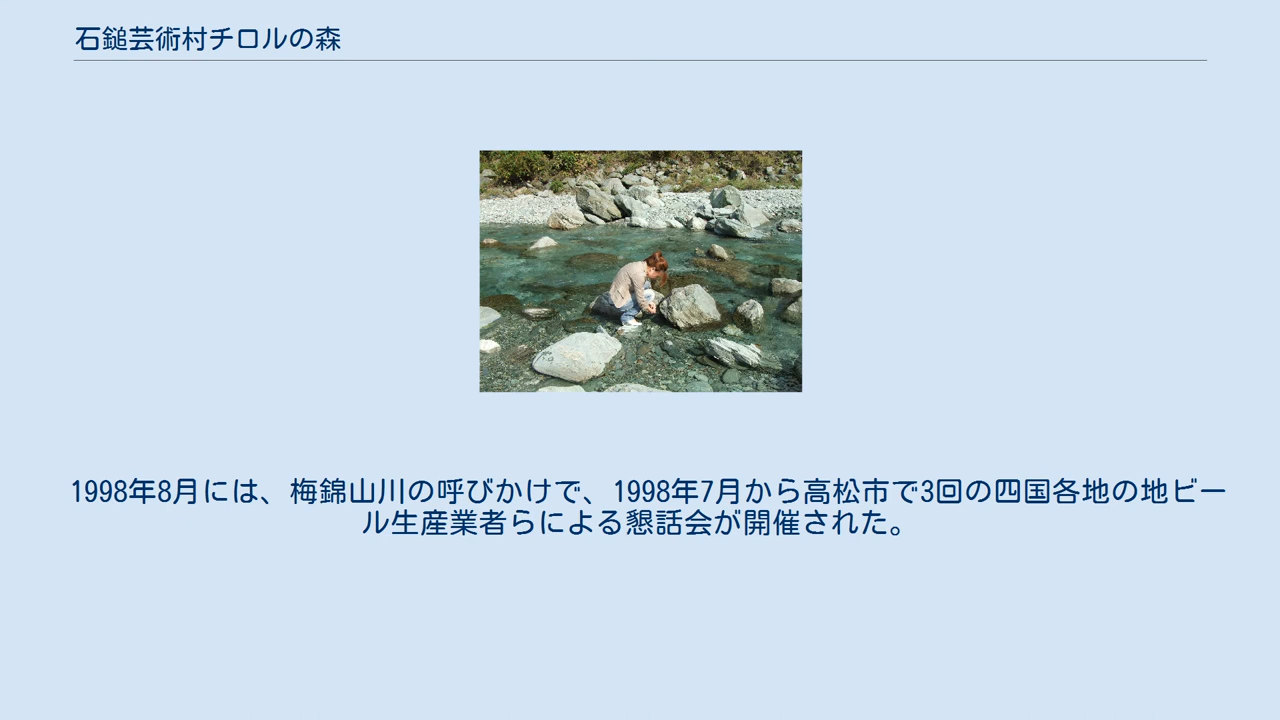 石鎚芸術村チロルの森
1998年8月には、梅錦山川の呼びかけで、1998年7月から高松市で3回の四国各地の地ビー
ル生産業者らによる懇話会が開催された。